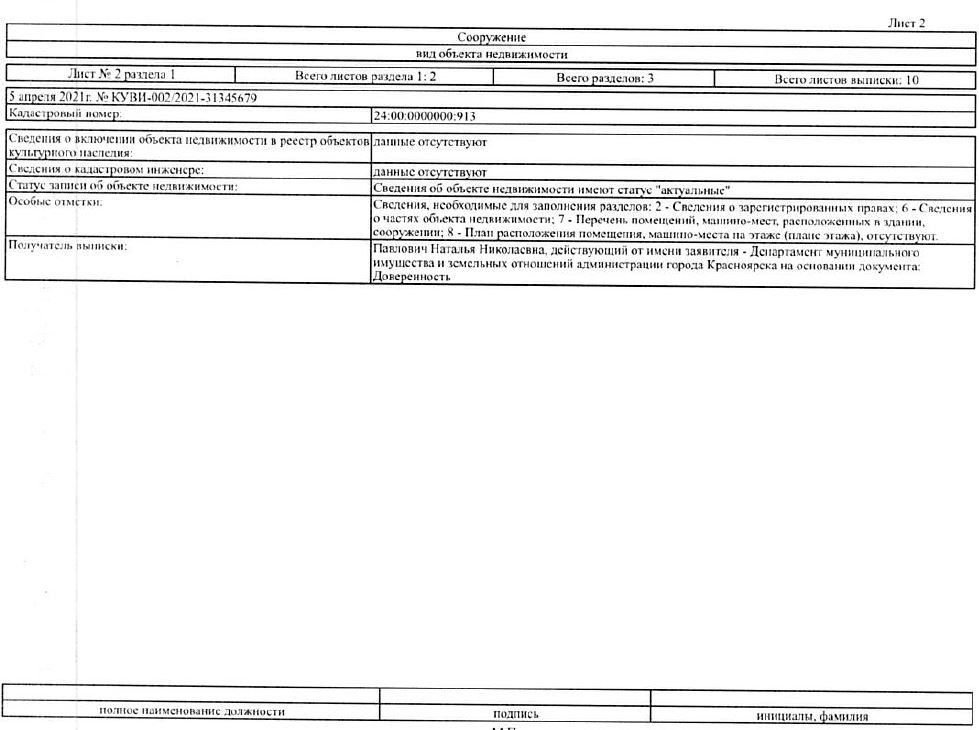 Лист 2
Сооружение
вид объекта недвижимости
Лист № 2 раздела 1 Всего листов раздела 1: 2 Всего разделов: 3 Всего листов выписки: 10
5 апреля 2021г. № КУВИ-002/2021-31345679
Кадастровый номер: 24:00:0000000:913
Сведения о включении объекта недвижимости в реестр объектов данные отсутствуют
культурного наследия:
Сведения о кадастровом инженере: данные отсутствуют
Статус записи об объекте недвижимости: Сведения об объекте недвижимости имеют статус "актуальные"
Особые отметки: Сведения, необходимые для заполнения разделов: 2 - Сведения о зарегистрированных правах; 6 - Сведения
о частях объекта недвижимости; 7 - Перечень помещений, машино-мест, расположенных в здании,
сооружении; 8 - План расположения помещения, машино-места на этаже (плане этажа), отсутствуют.
Получатель выписки: Павлович Наталья Николаевна, действующий от имени заявителя - Департамент муниципального
имущества и земельных отношений администрации города Красноярска на основании документа:
Доверенность
полное наименование должности подпись инициалы, фамилия